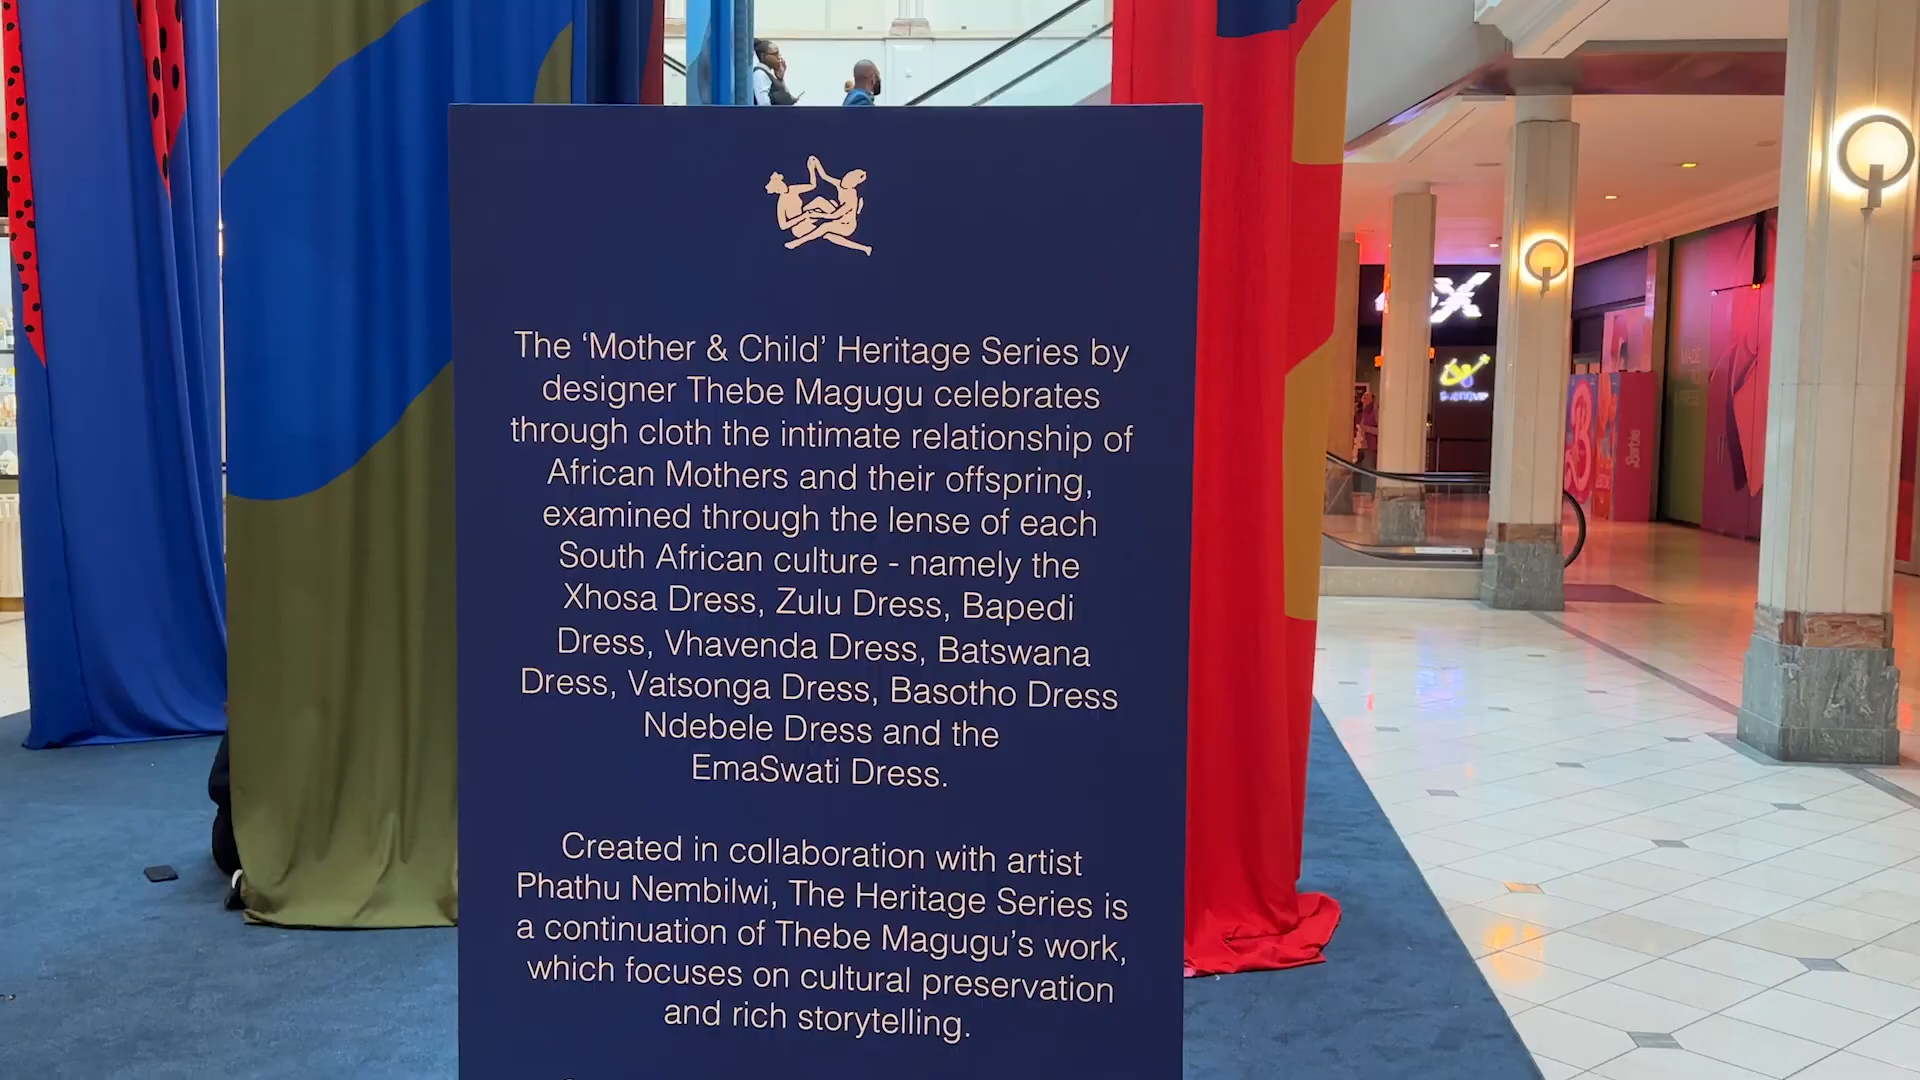 The ‘Mother & Child’ Heritage Series by
designer Thebe Magugu celebrates
through cloth the intimate relationship of
African Mothers and their offspring,
examined through the lense of each
South African culture - namely the
Xhosa Dress, Zulu Dress, Bapedi
Dress, Vhavenda Dress, Batswana
Dress, Vatsonga Dress, Basotho Dress
Ndebele Dress and the
EmaSwati Dress.
Created in collaboration with artist
Phathu Nembilwi, The Heritage Series is
a continuation of Thebe Magugu’s work,
which focuses on cultural preservation
and rich storytelling.
B
Barbie